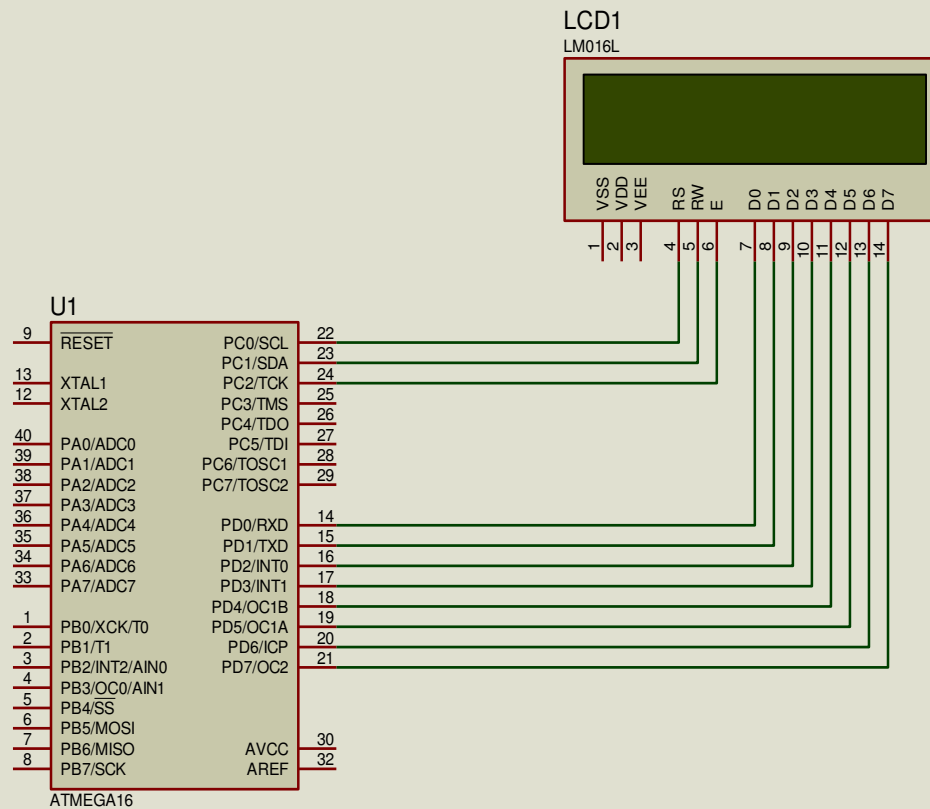 LCD1
LM016L
VSS
VDD
VEE
RS
RW
E
D0
D1
D2
D3
D4
D5
D6
D7
1
2
3
4
5
6
7
8
9
10
11
12
13
14
U1
9 RESET PC0/SCL 22
PC1/SDA 23
13 XTAL1 PC2/TCK 24
12 XTAL2 PC3/TMS 25
PC4/TDO 26
40 PA0/ADC0 PC5/TDI 27
39 PA1/ADC1 PC6/TOSC1 28
38 PA2/ADC2 PC7/TOSC2 29
37 PA3/ADC3
36 PA4/ADC4 PD0/RXD 14
35 PA5/ADC5 PD1/TXD 15
34 PA6/ADC6 PD2/INT0 16
33 PA7/ADC7 PD3/INT1 17
PD4/OC1B 18
1 PB0/XCK/T0 PD5/OC1A 19
2 PB1/T1 PD6/ICP 20
3 PB2/INT2/AIN0 PD7/OC2 21
4 PB3/OC0/AIN1
5 PB4/SS
6 PB5/MOSI
7 PB6/MISO AVCC 30
8 PB7/SCK AREF 32
ATMEGA16